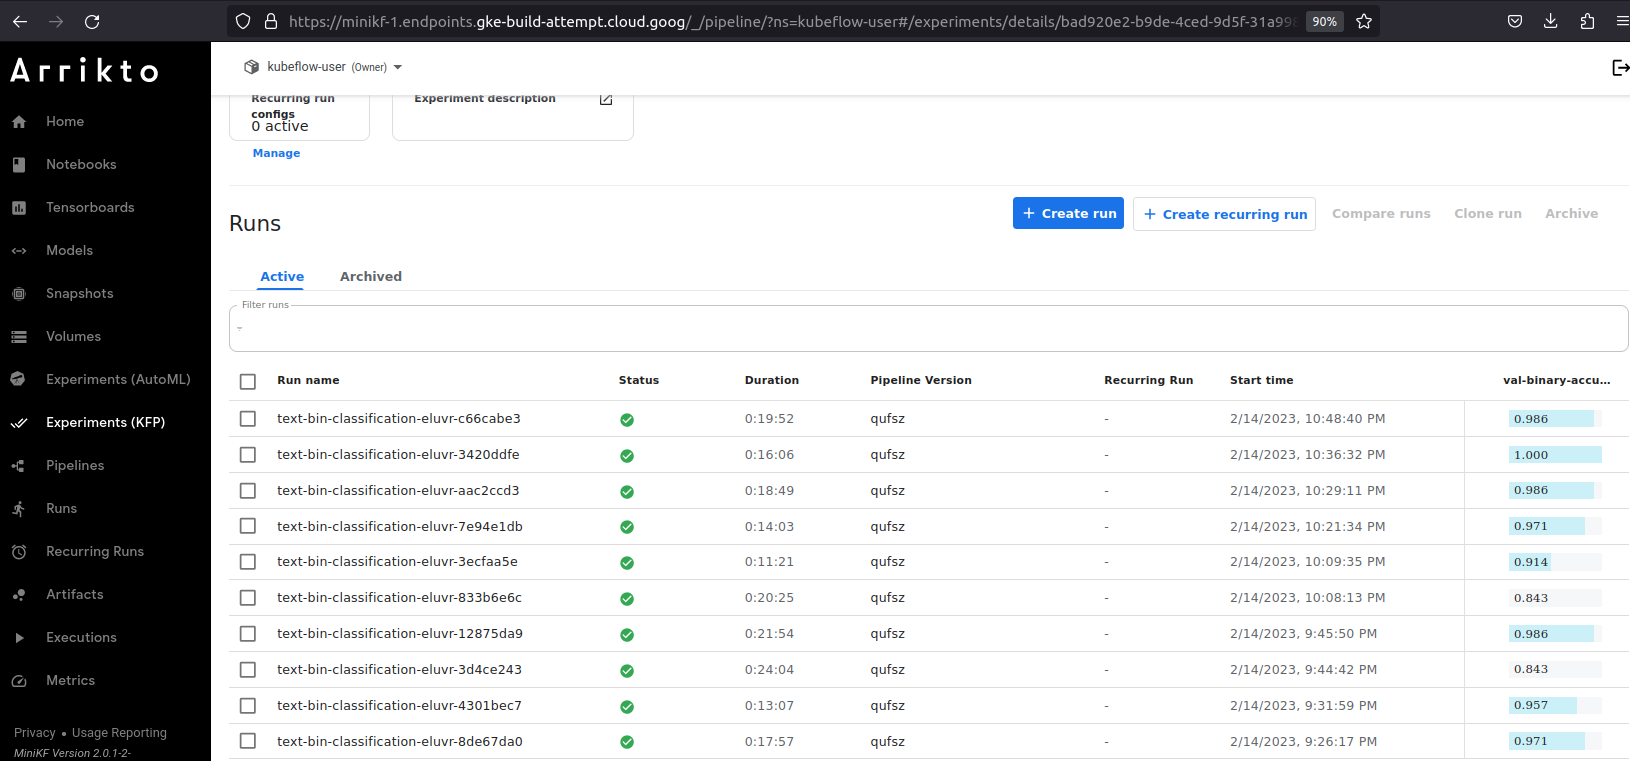 https://minikf-1.endpoints.gke-build-attempt.cloud.goog/_/pipeline/?ns=kubeflow-user#/experiments/details/bad920e2-b9de-4ced-9d5f-31a998
90%
Arrikto
kubeflow-user (Owner)
Home
Notebooks
Tensorboards
Models
Snapshots
Volumes
Experiments (AutoML)
Experiments (KFP)
Pipelines
Runs
Recurring Runs
Artifacts
Executions
Metrics
Privacy • Usage Reporting
MiniKF Version 2.0.1-2-
Recurring run
configs
0 active
Manage
Experiment description
Runs
+ Create run
+ Create recurring run
Compare runs
Clone run
Archive
Active
Archived
Filter runs
Run name Status Duration Pipeline Version Recurring Run Start time val-binary-accu...
text-bin-classification-eluvr-c66cabe3 0:19:52 qufsz - 2/14/2023, 10:48:40 PM 0.986
text-bin-classification-eluvr-3420ddfe 0:16:06 qufsz - 2/14/2023, 10:36:32 PM 1.000
text-bin-classification-eluvr-aac2ccd3 0:18:49 qufsz - 2/14/2023, 10:29:11 PM 0.986
text-bin-classification-eluvr-7e94e1db 0:14:03 qufsz - 2/14/2023, 10:21:34 PM 0.971
text-bin-classification-eluvr-3ecfaa5e 0:11:21 qufsz - 2/14/2023, 10:09:35 PM 0.914
text-bin-classification-eluvr-833b6e6c 0:20:25 qufsz - 2/14/2023, 10:08:13 PM 0.843
text-bin-classification-eluvr-12875da9 0:21:54 qufsz - 2/14/2023, 9:45:50 PM 0.986
text-bin-classification-eluvr-3d4ce243 0:24:04 qufsz - 2/14/2023, 9:44:42 PM 0.843
text-bin-classification-eluvr-4301bec7 0:13:07 qufsz - 2/14/2023, 9:31:59 PM 0.957
text-bin-classification-eluvr-8de67da0 0:17:57 qufsz - 2/14/2023, 9:26:17 PM 0.971